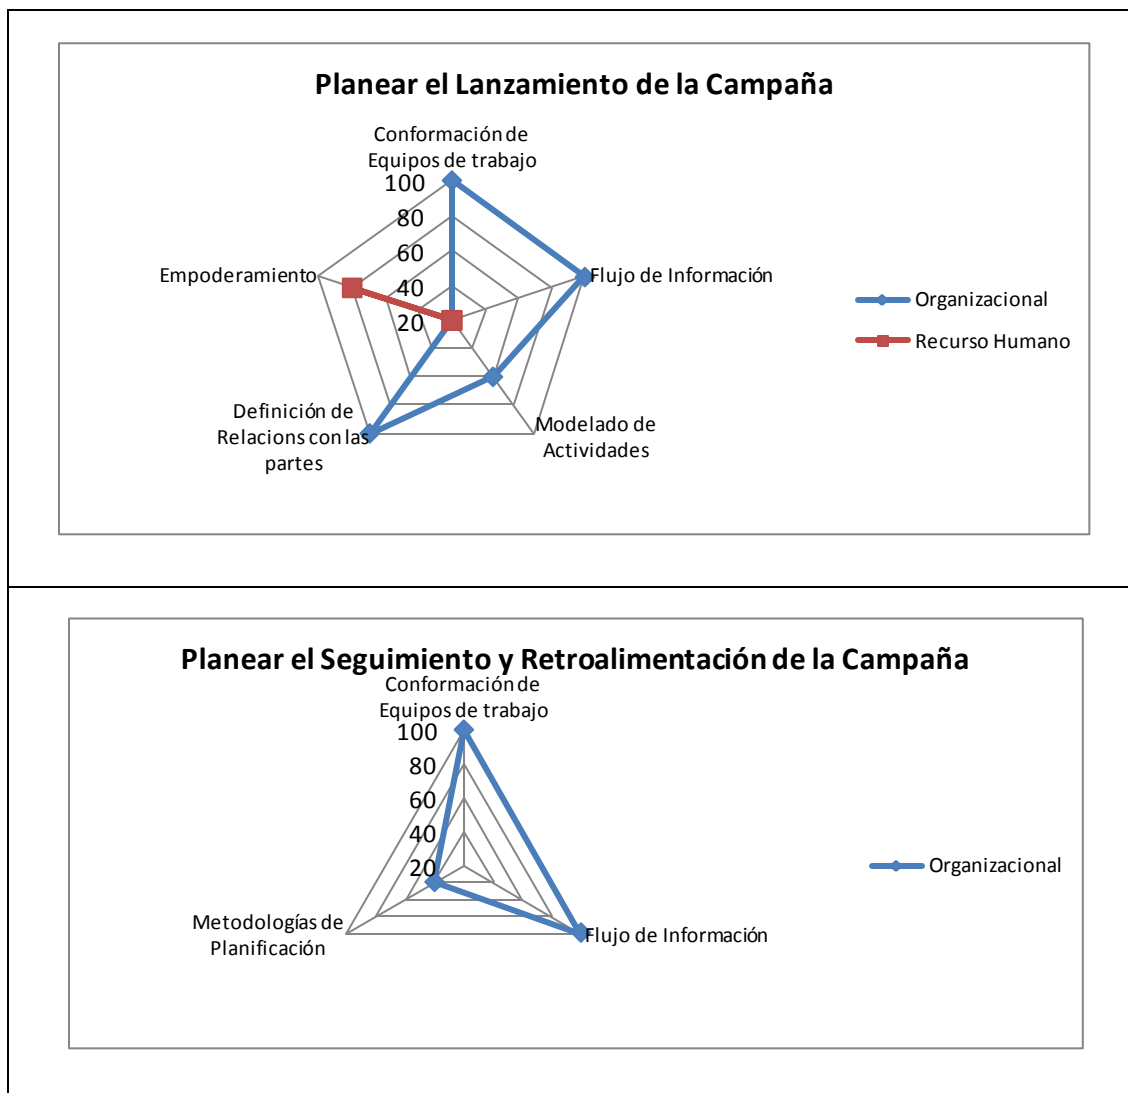 Planear el Lanzamiento de la Campaña
Conformación de
Equipos de trabajo
100
80
60
40
20
Empoderamiento
Flujo de Información
Organizacional
Recurso Humano
Definición de
Relacions con las
partes
Modelado de
Actividades
Planear el Seguimiento y Retroalimentación de la Campaña
Conformación de
Equipos de trabajo
100
80
60
40
20
Organizacional
Metodologías de
Planificación
Flujo de Información